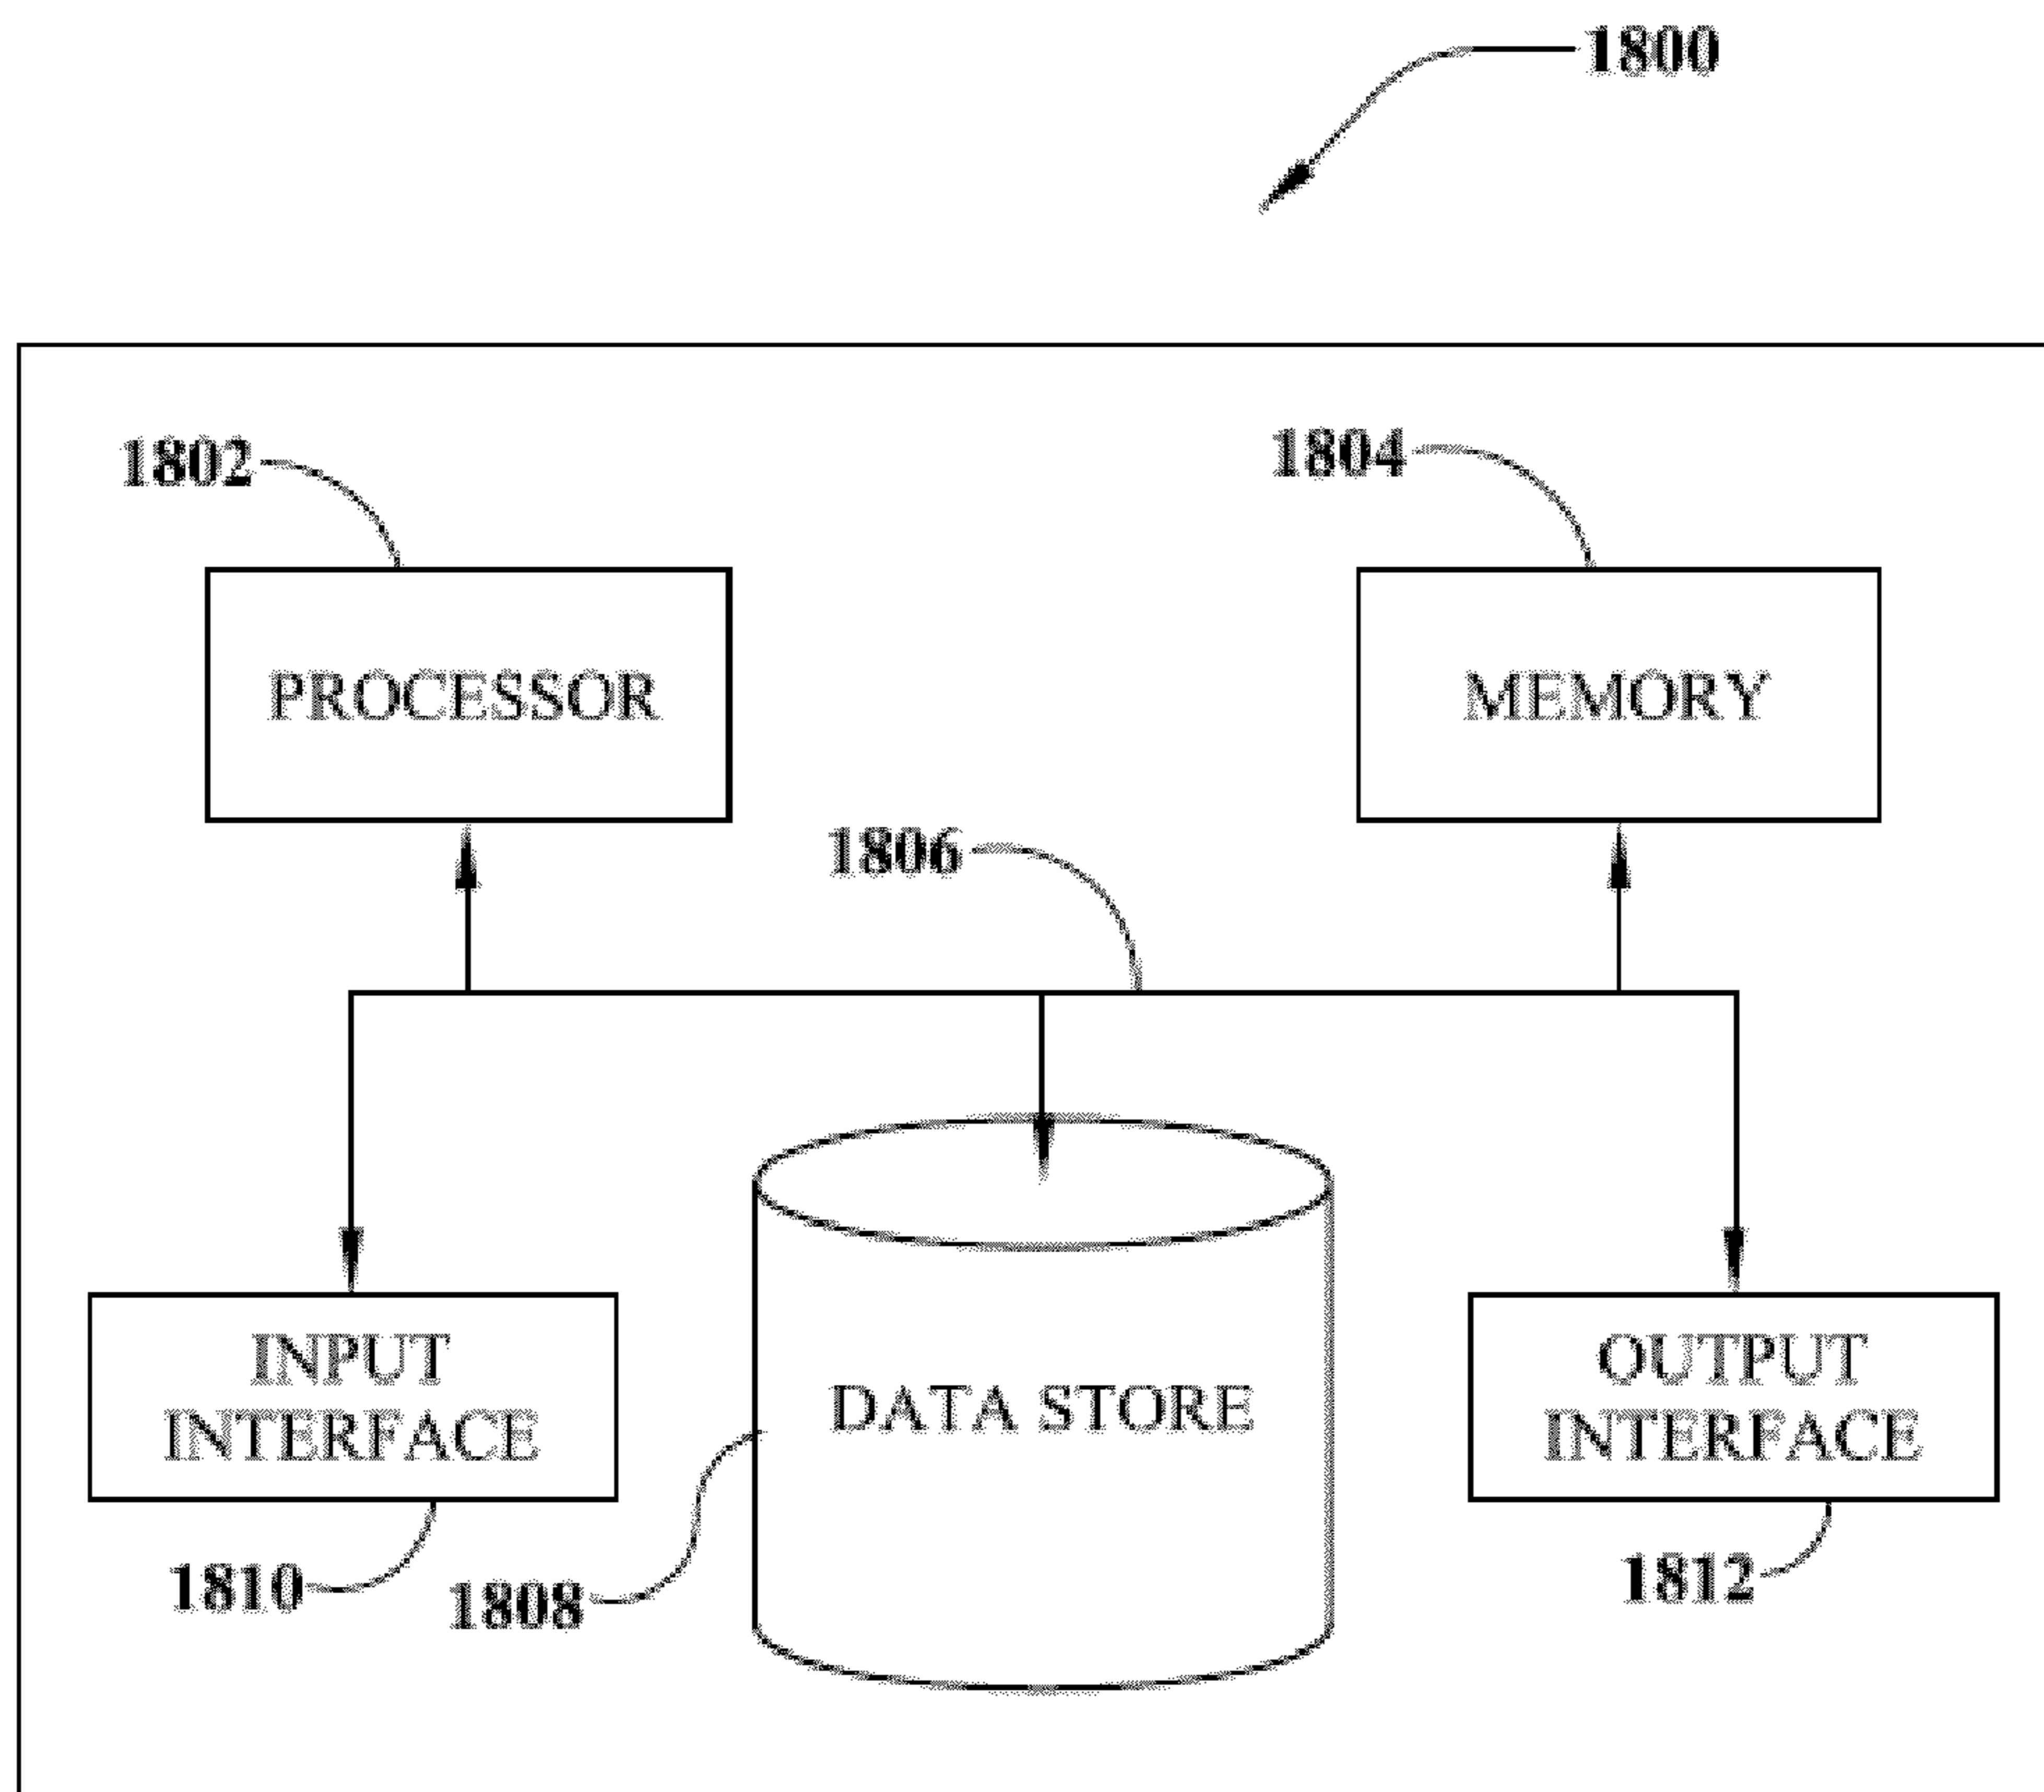 1800
1802
1804
PROCESSOR
MEMORY
1806
INPUT
INTERFACE
DATA STORE
OUTPUT
INTERFACE
1810
1808
1812